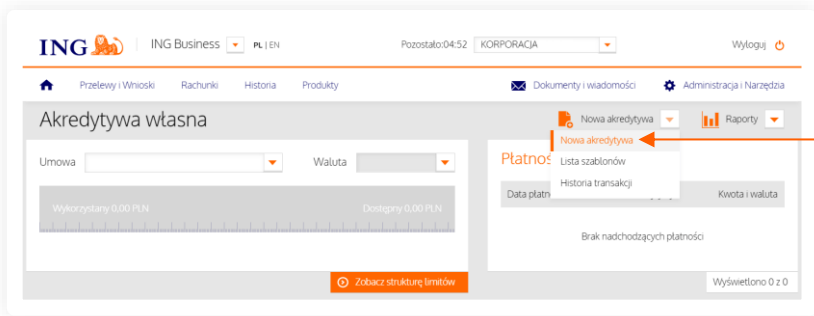 ING ING Business PL | EN Pozostało:04:52 KORPORACJA Wyloguj
Przelewy i Wnioski Rachunki Historia Produkty Dokumenty i wiadomości Administracja i Narzędzia
Akredytywa własna Nowa akredytywa Raporty
Nowa akredytywa
Umowa Waluta Płatnoś Lista szablonów
Historia transakcji
Data płatn Kwota i waluta
Wykorzystany 0,00 PLN Dostępny 0,00 PLN
Brak nadchodzących płatności
Zobacz strukturę limitów Wyświetlono 0 z 0